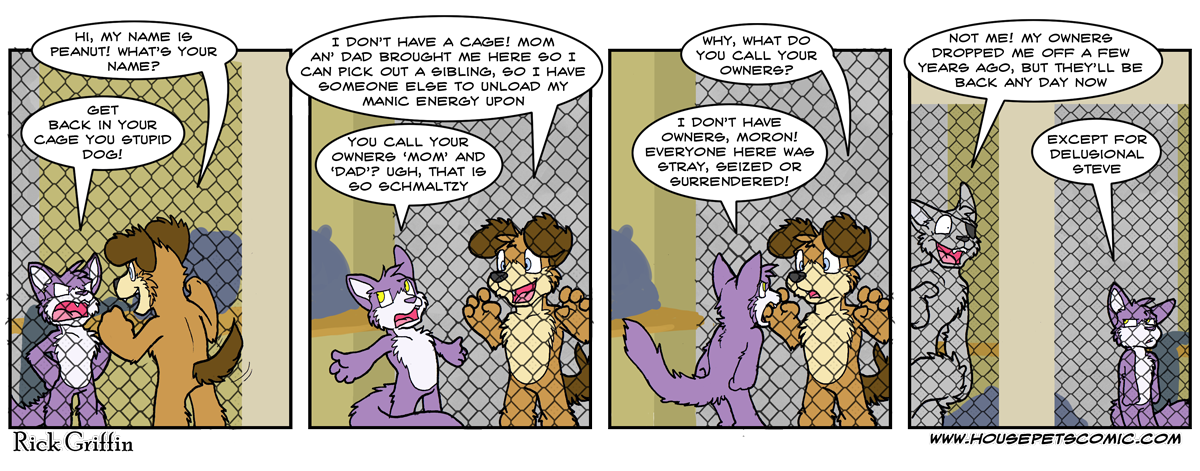 HI, MY NAME IS
PEANUT! WHAT'S YOUR
NAME?
GET
BACK IN YOUR
CAGE YOU STUPID
DOG!
I DON'T HAVE A CAGE! MOM
AN' DAD BROUGHT ME HERE SO I
CAN PICK OUT A SIBLING, SO I HAVE
SOMEONE ELSE TO UNLOAD MY
MANIC ENERGY UPON
YOU CALL YOUR
OWNERS 'MOM' AND
'DAD'? UGH, THAT IS
SO SCHMALTZY
WHY, WHAT DO
YOU CALL YOUR
OWNERS?
I DON'T HAVE
OWNERS, MORON!
EVERYONE HERE WAS
STRAY, SEIZED OR
SURRENDERED!
NOT ME! MY OWNERS
DROPPED ME OFF A FEW
YEARS AGO, BUT THEY'LL BE
BACK ANY DAY NOW
EXCEPT FOR
DELUSIONAL
STEVE
Rick Griffin
WWW.HOUSEPETSCOMIC.COM